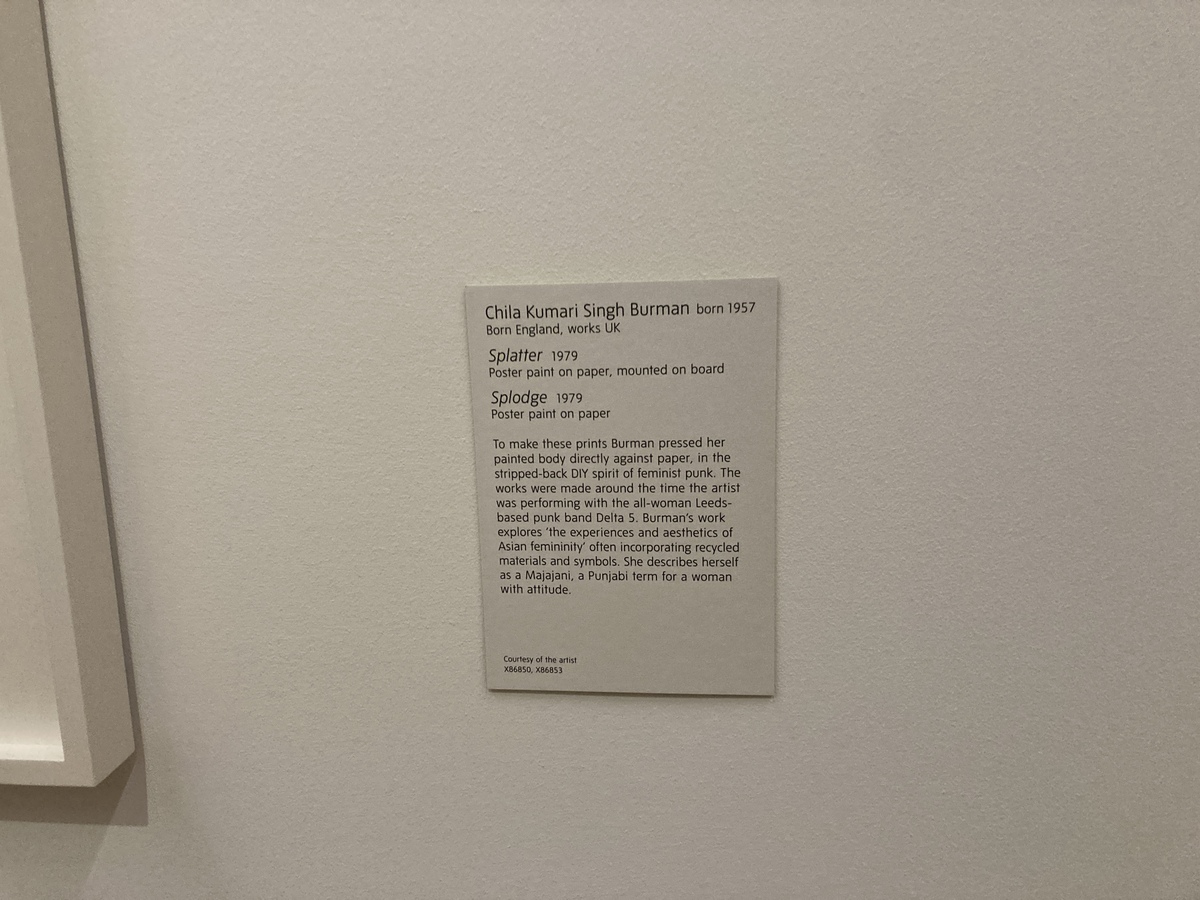 Chila Kumari Singh Burman born 1957
Born England, works UK
Splatter 1979
Poster paint on paper, mounted on board
Splodge 1979
Poster paint on paper
To make these prints Burman pressed her
painted body directly against paper, in the
stripped-back DIY spirit of feminist punk. The
works were made around the time the artist
was performing with the all-woman Leeds-
based punk band Delta 5. Burman's work
explores 'the experiences and aesthetics of
Asian femininity' often incorporating recycled
materials and symbols. She describes herself
as a Majajani, a Punjabi term for a woman
with attitude.
Courtesy of the artist
X86850, X86853